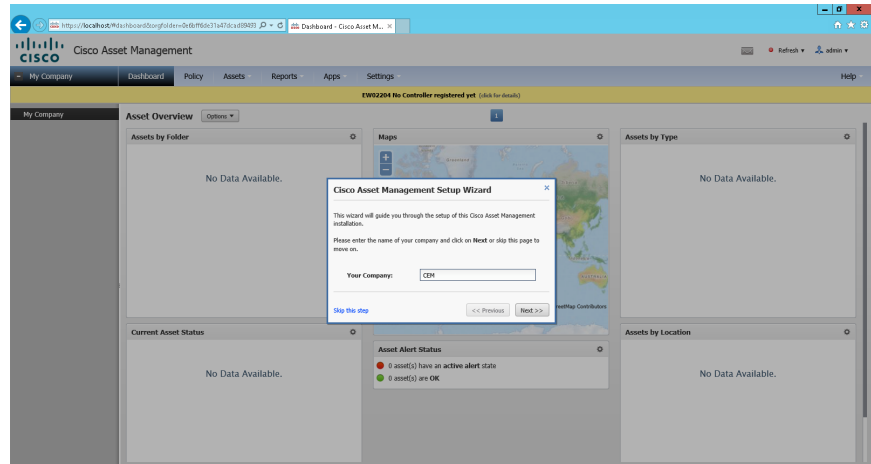 https://localhost/#dashboard&torgfolder=0e6bff6de31a47dcad89493
Dashboard - Cisco Asset M...
CISCO
Cisco Asset Management
Refresh
admin
My Company
Dashboard
Policy
Assets
Reports
Apps
Settings
Help
EW02204 No Controller registered yet (click for details)
My Company
Asset Overview
Options
Assets by Folder
Maps
Assets by Type
No Data Available.
No Data Available.
Cisco Asset Management Setup Wizard
This wizard will guide you through the setup of this Cisco Asset Management
installation.
Please enter the name of your company and click on Next or skip this page to
move on.
Your Company:
CEM
Skip this step
<< Previous
Next >>
reetMap Contributors
Current Asset Status
Assets by Location
No Data Available.
No Data Available.
Asset Alert Status
0 asset(s) have an active alert state
0 asset(s) are OK